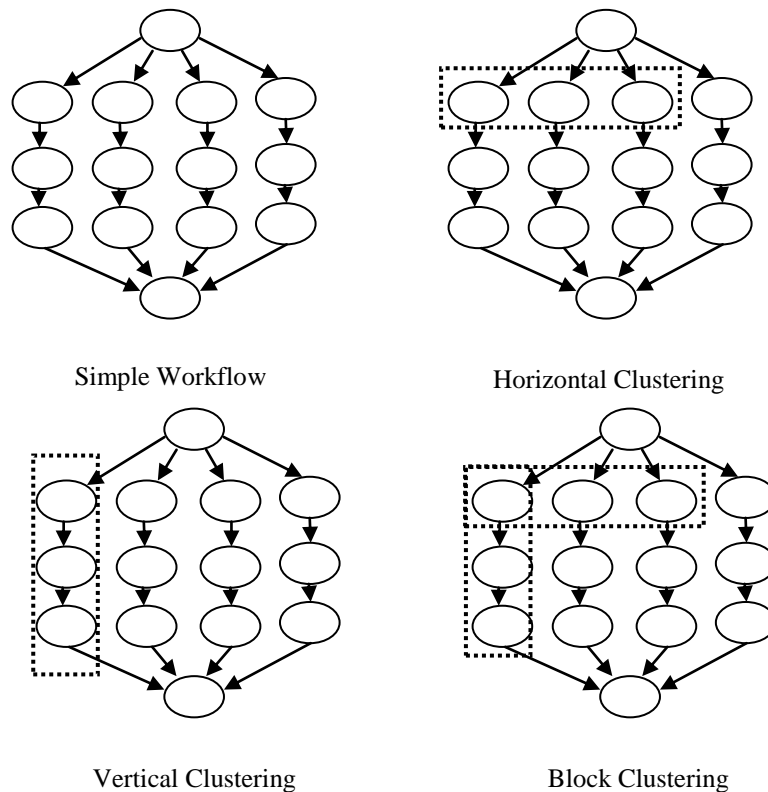 Simple Workflow
Horizontal Clustering
Vertical Clustering
Block Clustering